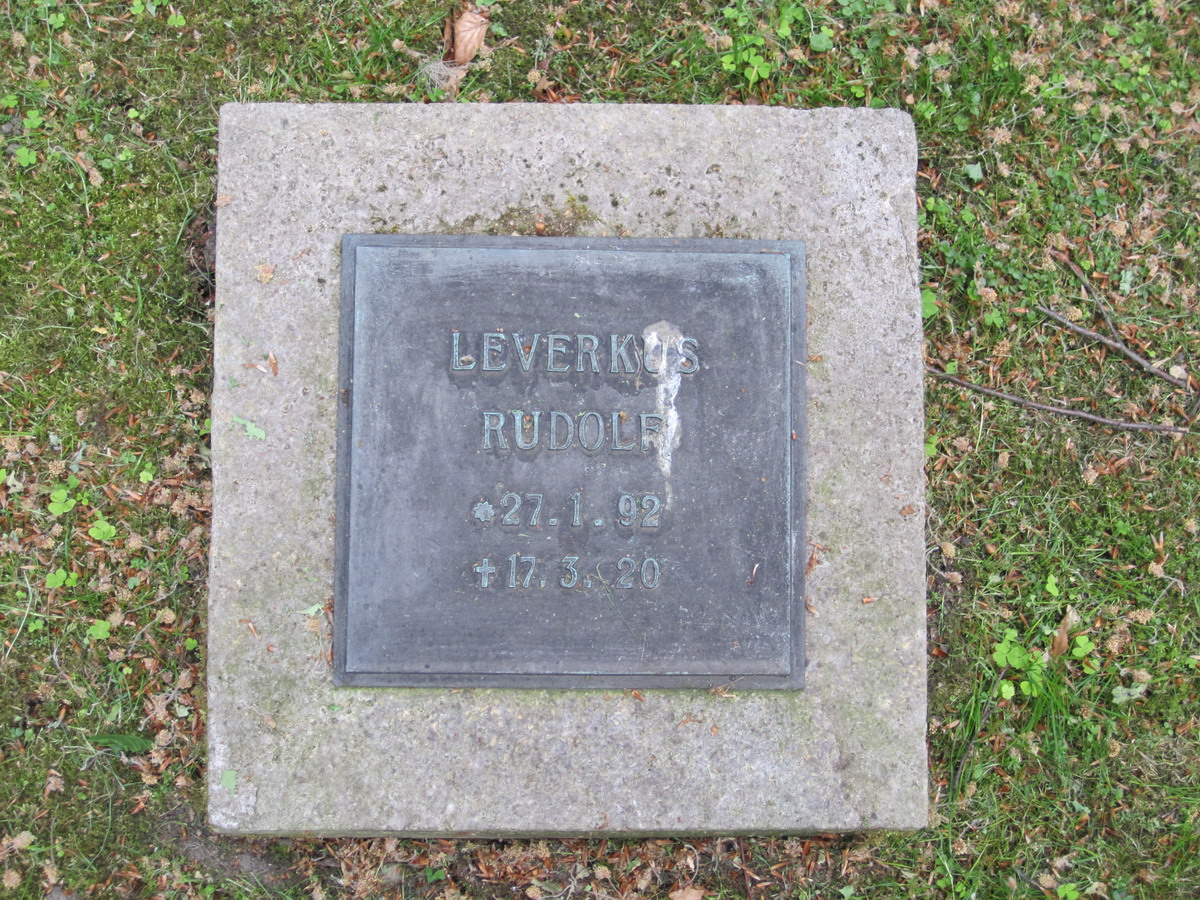 LEVERKUS
RUDOLF
*27.1.92
†17.3.20